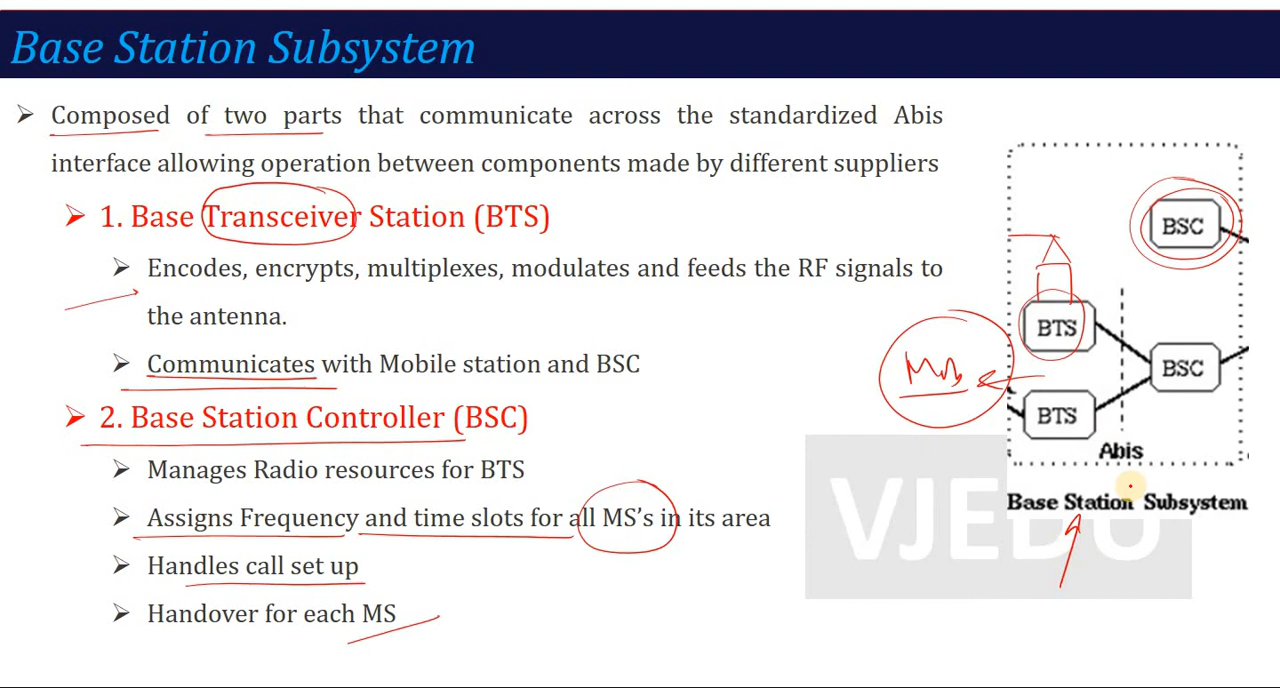 Base Station Subsystem
➢ Composed of two parts that communicate across the standardized Abis
interface allowing operation between components made by different suppliers
➢ 1. Base Transceiver Station (BTS)
➢ Encodes, encrypts, multiplexes, modulates and feeds the RF signals to
the antenna.
➢ Communicates with Mobile station and BSC
➢ 2. Base Station Controller (BSC)
➢ Manages Radio resources for BTS
➢ Assigns Frequency and time slots for all MS's in its area
➢ Handles call set up
➢ Handover for each MS
BSC
BTS
BSC
BTS
Abis
Base Station Subsystem
VJEDU